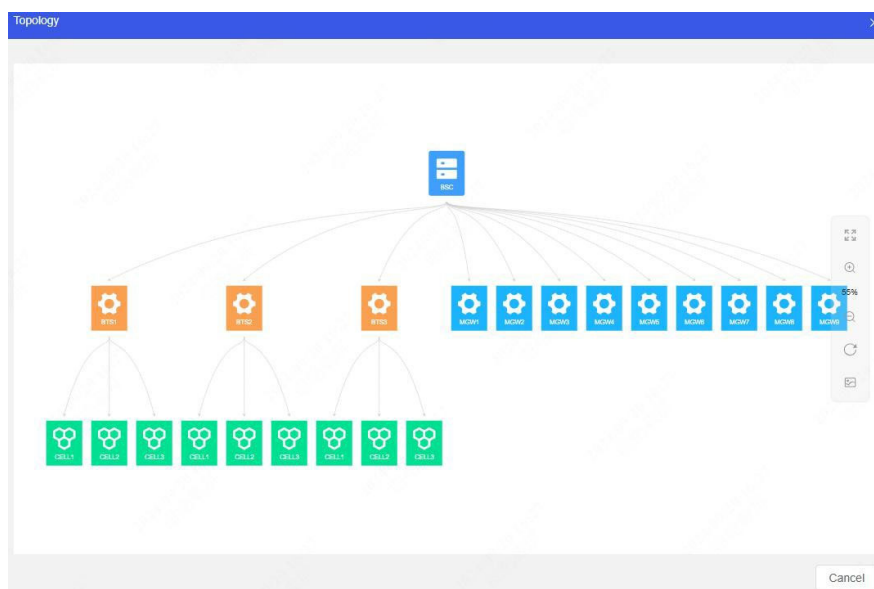 Topology
BSC
55%
BTS1 BTS2 BTS3 MGW1 MGW2 MGW3 MGW4 MGW5 MGW6 MGW7 MGW8 MGW9
CELL1 CELL2 CELL3 CELL1 CELL2 CELL3 CELL1 CELL2 CELL3
Cancel